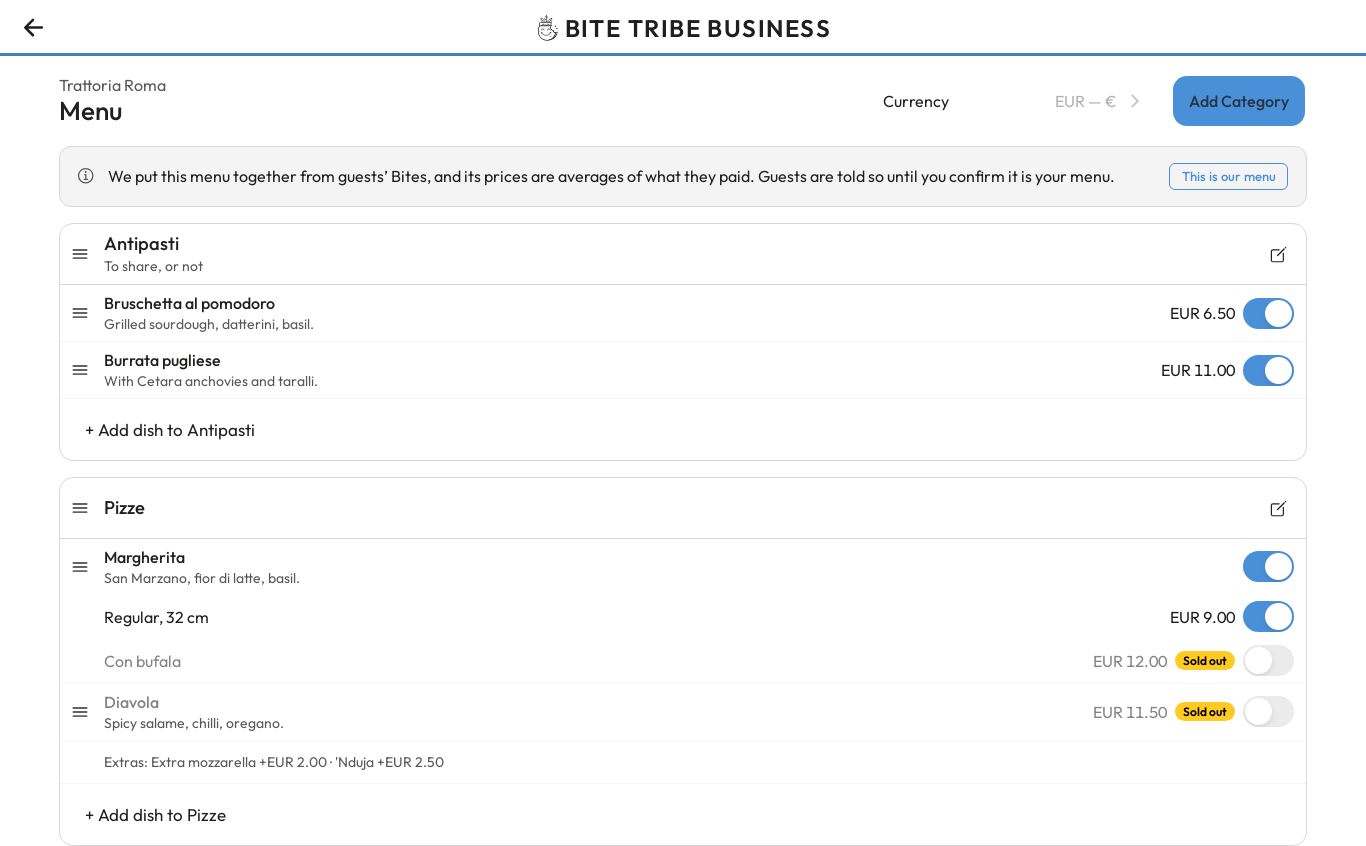 BITE TRIBE BUSINESS
Trattoria Roma
Menu
Currency
EUR — €
Add Category
We put this menu together from guests’ Bites, and its prices are averages of what they paid. Guests are told so until you confirm it is your menu.
This is our menu
Antipasti
To share, or not
Bruschetta al pomodoro
Grilled sourdough, datterini, basil.
EUR 6.50
Burrata pugliese
With Cetara anchovies and taralli.
EUR 11.00
+ Add dish to Antipasti
Pizze
Margherita
San Marzano, fior di latte, basil.
Regular, 32 cm
EUR 9.00
Con bufala
EUR 12.00
Sold out
Diavola
Spicy salame, chilli, oregano.
EUR 11.50
Sold out
Extras: Extra mozzarella +EUR 2.00 · 'Nduja +EUR 2.50
+ Add dish to Pizze